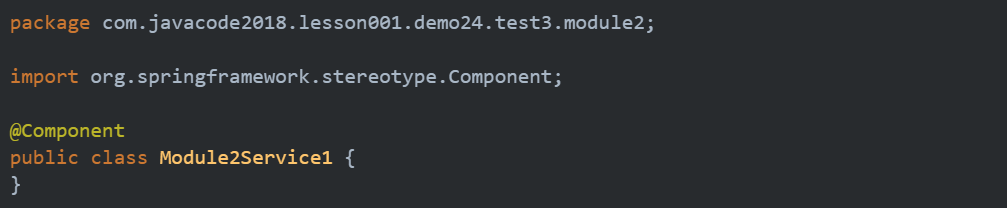 package com.javacode2018.lesson001.demo24.test3.module2;
import org.springframework.stereotype.Component;
@Component
public class Module2Service1 {
}